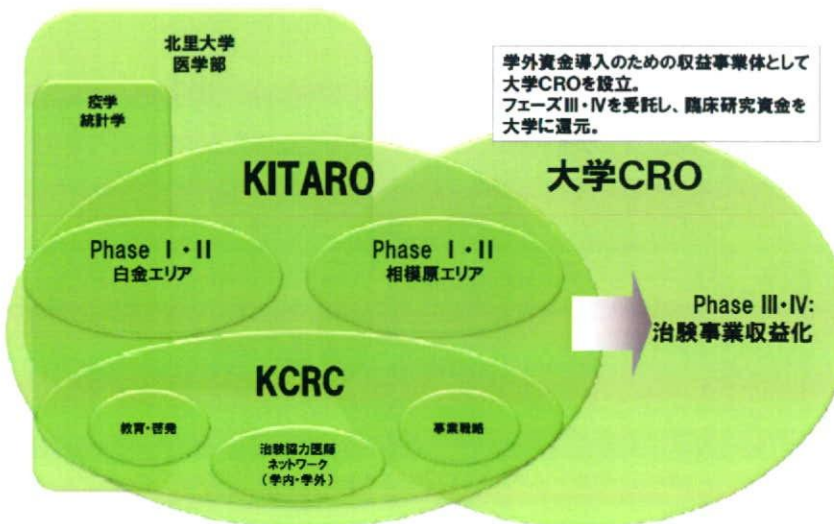 北里大学
医学部
学外資金導入のための収益事業体として
大学CROを設立。
フェーズⅢ・Ⅳを受託し、臨床研究資金を
大学に還元。
疫学
統計学
KITARO
大学CRO
Phase Ⅰ・Ⅱ
白金エリア
Phase Ⅰ・Ⅱ
相模原エリア
Phase Ⅲ・Ⅳ:
治験事業収益化
KCRC
教育・啓発
治験協力医師
ネットワーク
(学内・学外)
事業戦略